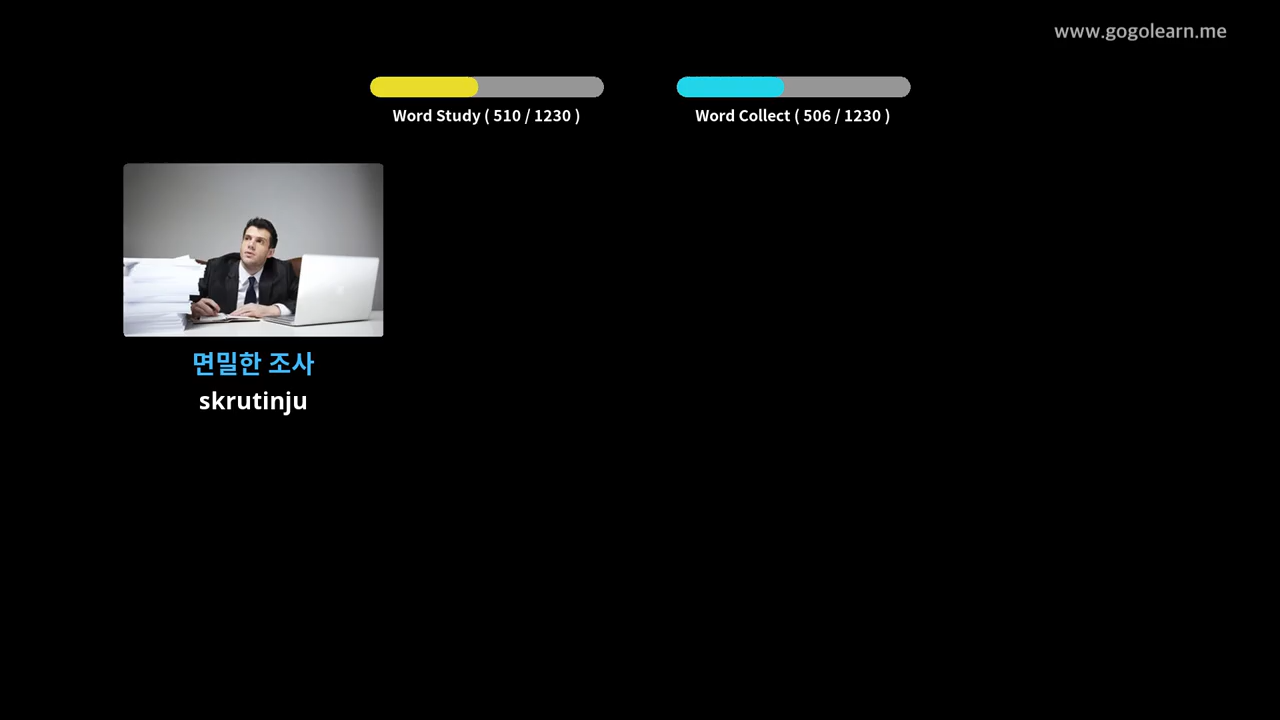 www.gogolearn.me
Word Study ( 510 / 1230 )
Word Collect ( 506 / 1230 )
면밀한 조사
skrutinju